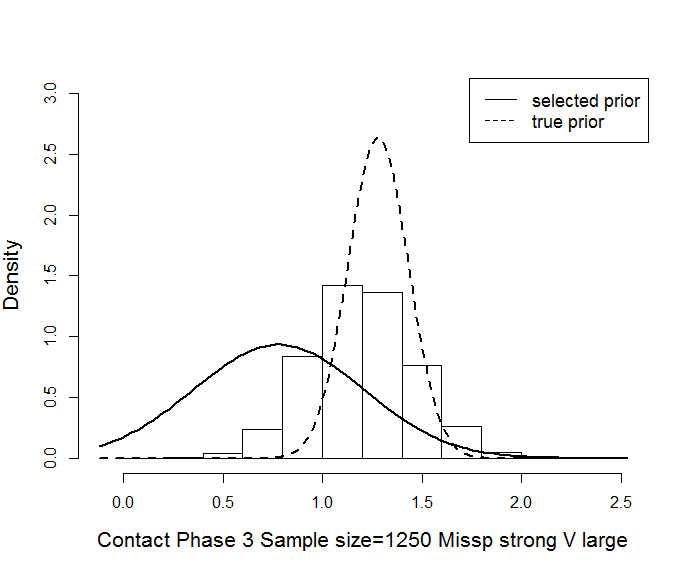 selected prior
true prior
3.0
2.5
2.0
1.5
1.0
0.5
0.0
Density
0.0 0.5 1.0 1.5 2.0 2.5
Contact Phase 3 Sample size=1250 Missp strong V large